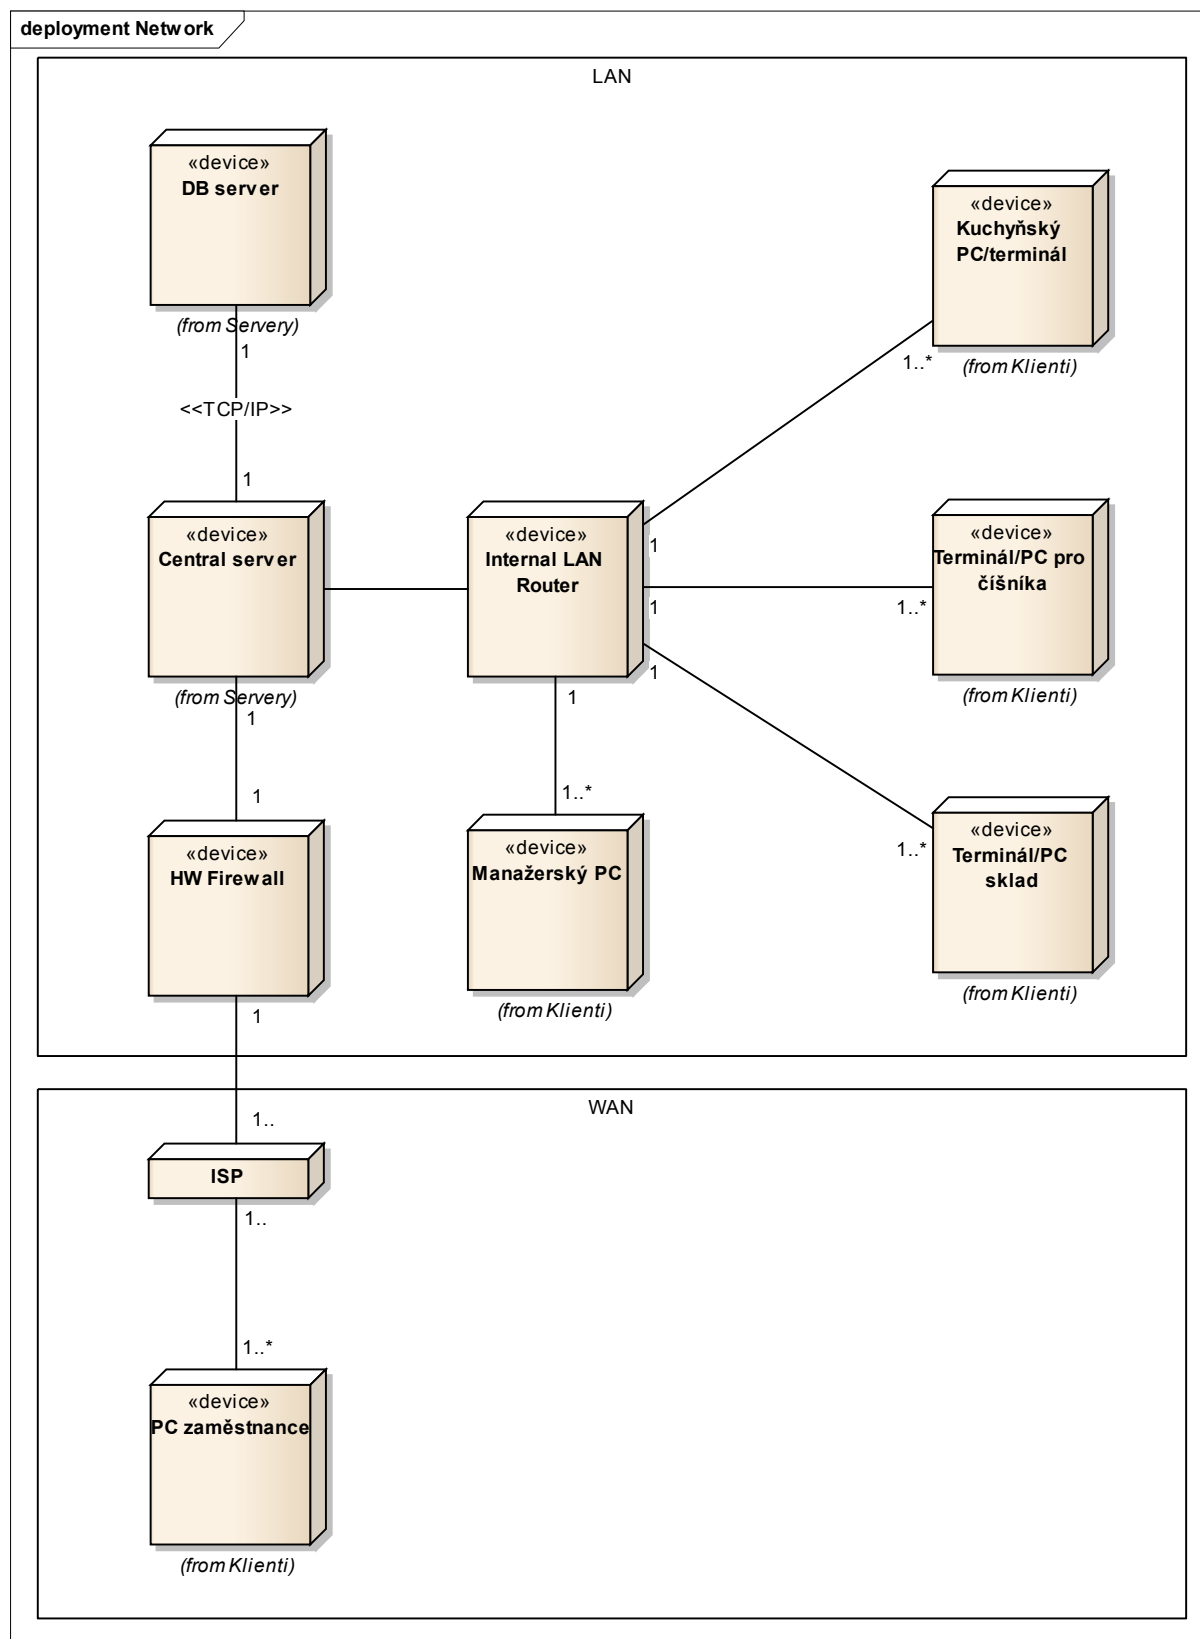 deployment Network
LAN
«device»
DB server
(from Servery)
1
<<TCP/IP>>
1
«device»
Kuchyňský
PC/terminál
(from Klienti)
1..*
«device»
Central server
(from Servery)
1
«device»
Internal LAN
Router
1
1
1
1
1..*
«device»
Terminál/PC pro
číšníka
(from Klienti)
1..*
1
«device»
HW Firewall
1
1..*
«device»
Manažerský PC
(from Klienti)
1..*
«device»
Terminál/PC
sklad
(from Klienti)
WAN
1..
ISP
1..
1..*
«device»
PC zaměstnance
(from Klienti)